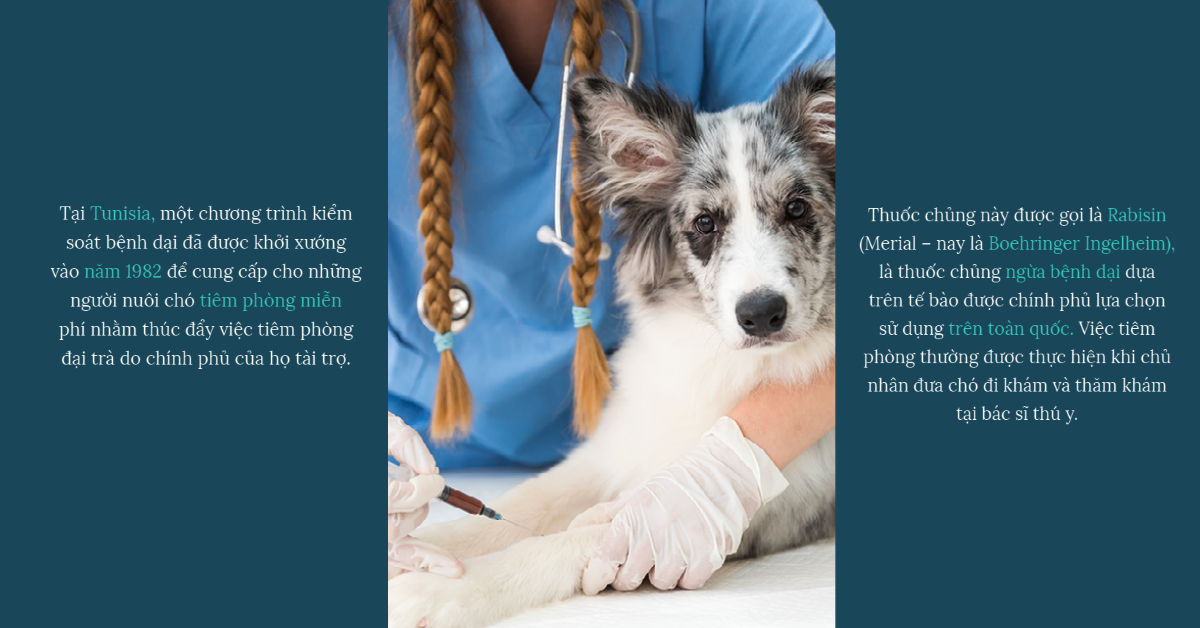 Tại Tunisia, một chương trình kiểm
soát bệnh dại đã được khởi xướng
vào năm 1982 để cung cấp cho những
người nuôi chó tiêm phòng miễn
phí nhằm thúc đẩy việc tiêm phòng
đại trà do chính phủ của họ tài trợ.
Thuốc chủng này được gọi là Rabisin
(Merial – nay là Boehringer Ingelheim),
là thuốc chủng ngừa bệnh dại dựa
trên tế bào được chính phủ lựa chọn
sử dụng trên toàn quốc. Việc tiêm
phòng thường được thực hiện khi chủ
nhân đưa chó đi khám và thăm khám
tại bác sĩ thú y.